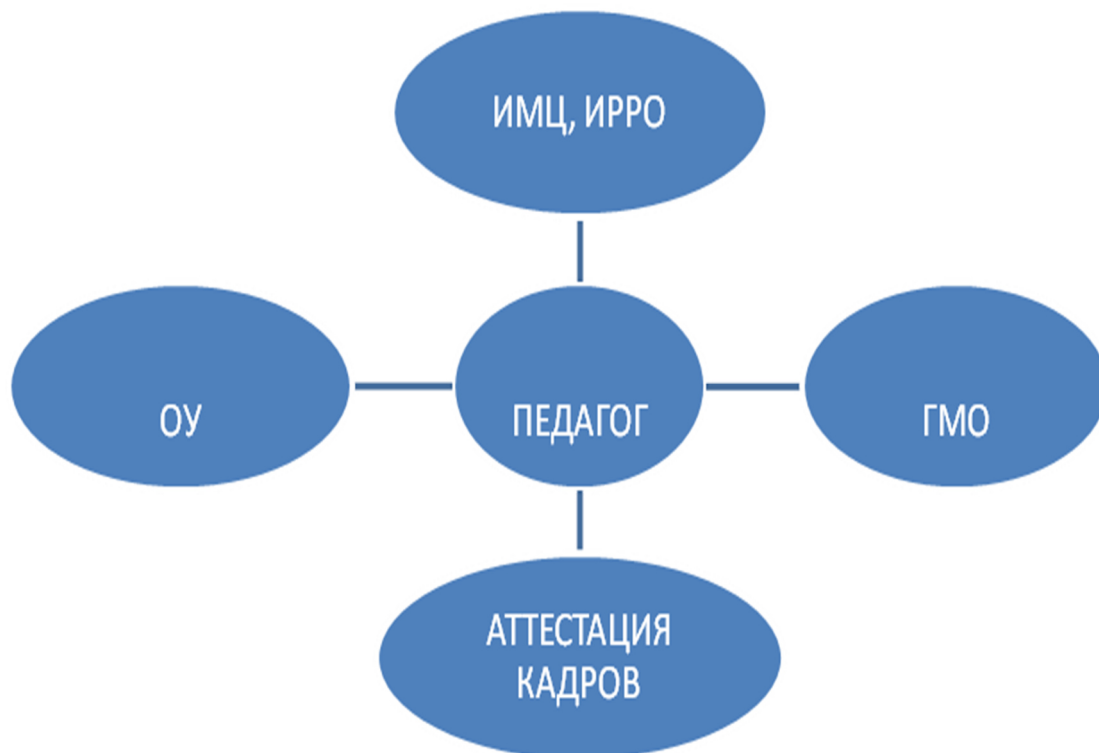 ИМЦ, ИРРО
ОУ
ПЕДАГОГ
ГМО
АТТЕСТАЦИЯ
КАДРОВ